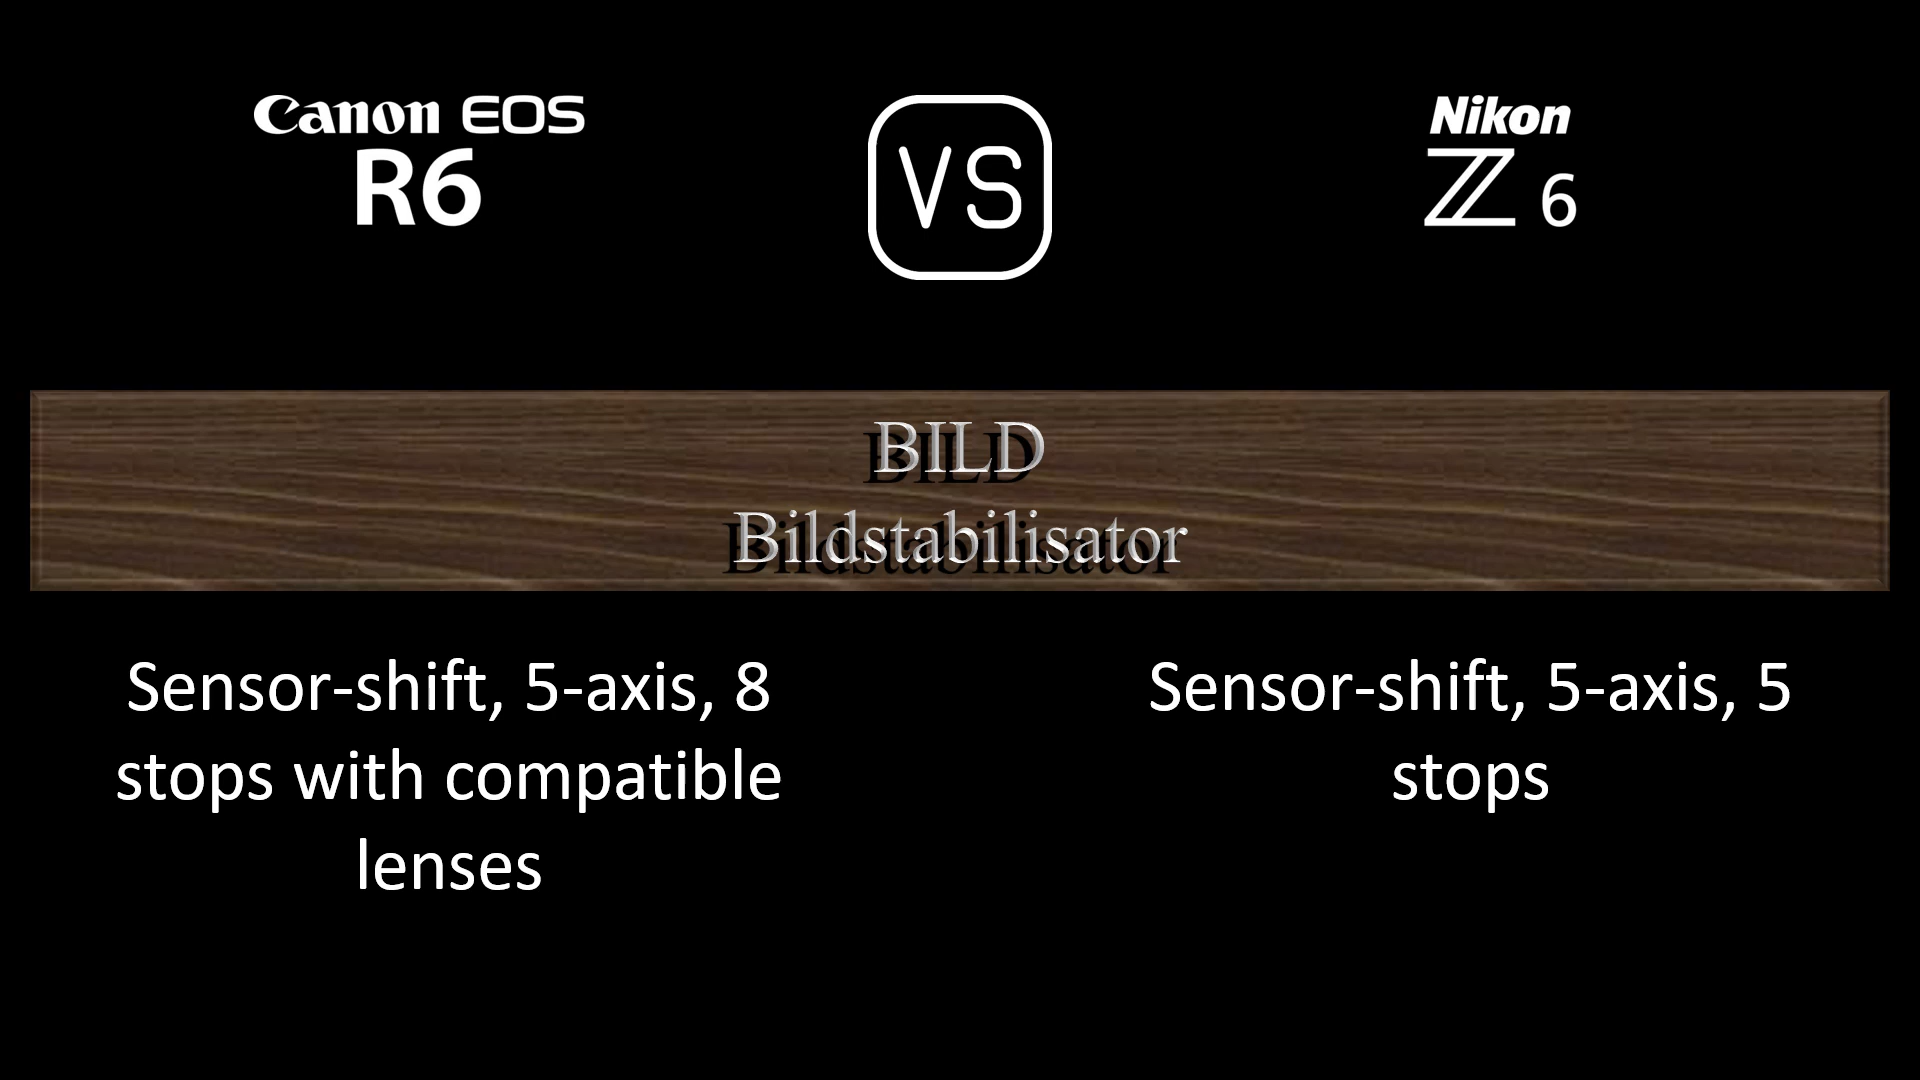 Canon EOS
R6
VS
Nikon
Z 6
BILD
Bildstabilisator
Sensor-shift, 5-axis, 8
stops with compatible
lenses
Sensor-shift, 5-axis, 5
stops